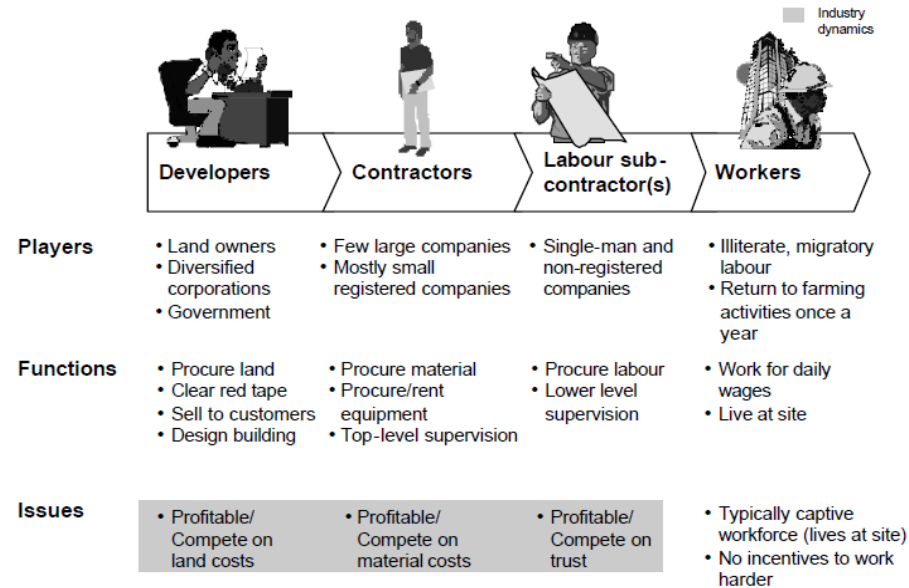 Industry
dynamics
Developers
Contractors
Labour sub-
contractor(s)
Workers
Players
• Land owners
• Diversified
corporations
• Government
• Few large companies
• Mostly small
registered companies
• Single-man and
non-registered
companies
• Illiterate, migratory
labour
• Return to farming
activities once a
year
Functions
• Procure land
• Clear red tape
• Sell to customers
• Design building
• Procure material
• Procure/rent
equipment
• Top-level supervision
• Procure labour
• Lower level
supervision
• Work for daily
wages
• Live at site
Issues
• Profitable/
Compete on
land costs
• Profitable/
Compete on
material costs
• Profitable/
Compete on
trust
• Typically captive
workforce (lives at site)
• No incentives to work
harder